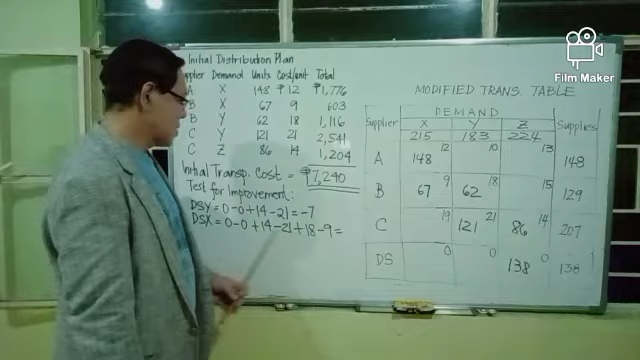 Initial Distribution Plan
Supplier Demand Units Cost/unit Total
A X 148 ₱12 ₱1,776
B X 67 9 603
B Y 62 18 1,116
C Y 121 21 2,541
C Z 86 14 1,204
Initial Transp. Cost = ₱7,240
Test for Improvement:
DSY = 0-0+14-21 = -7
DSX = 0-0+14-21+18-9=
MODIFIED TRANS. TABLE
DEMAND
Supplier X Y Z Supplies
215 183 224
A 148 12 10 13 148
B 67 9 62 18 15 129
C 19 121 21 86 14 207
DS 0 0 138 0 138
Film Maker